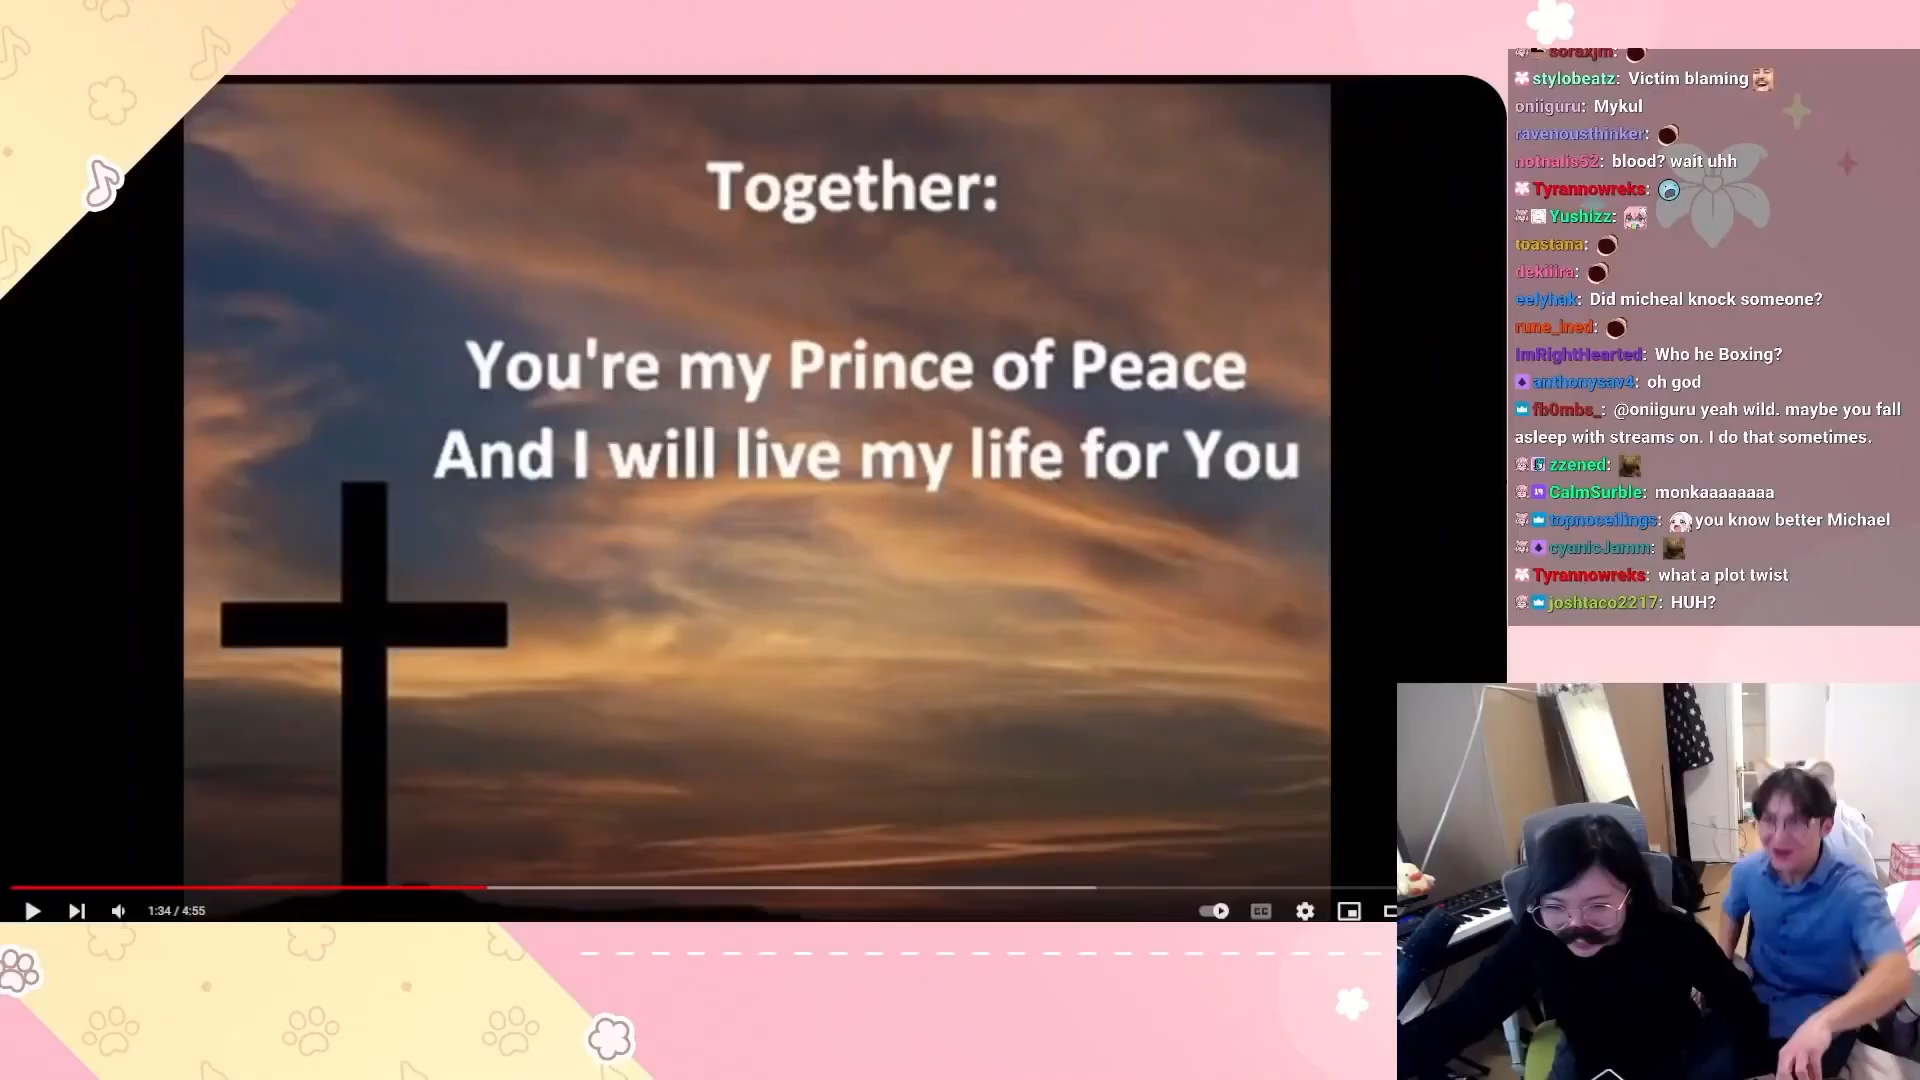 Together:
You're my Prince of Peace
And I will live my life for You
1:34 / 4:55
CC
soraxjm:
stylobeatz: Victim blaming
oniiguru: Mykul
ravenousthinker:
notnalis52: blood? wait uhh
Tyrannowreks:
Yushizz:
toastana:
dekiiira:
eelyhak: Did micheal knock someone?
rune_ined:
ImRightHearted: Who he Boxing?
anthonysav4: oh god
fb0mbs_: @oniiguru yeah wild. maybe you fall
asleep with streams on. I do that sometimes.
zzened:
CalmSurble: monkaaaaaaaa
topnoceilings: you know better Michael
cyanicJamm:
Tyrannowreks: what a plot twist
joshtaco2217: HUH?